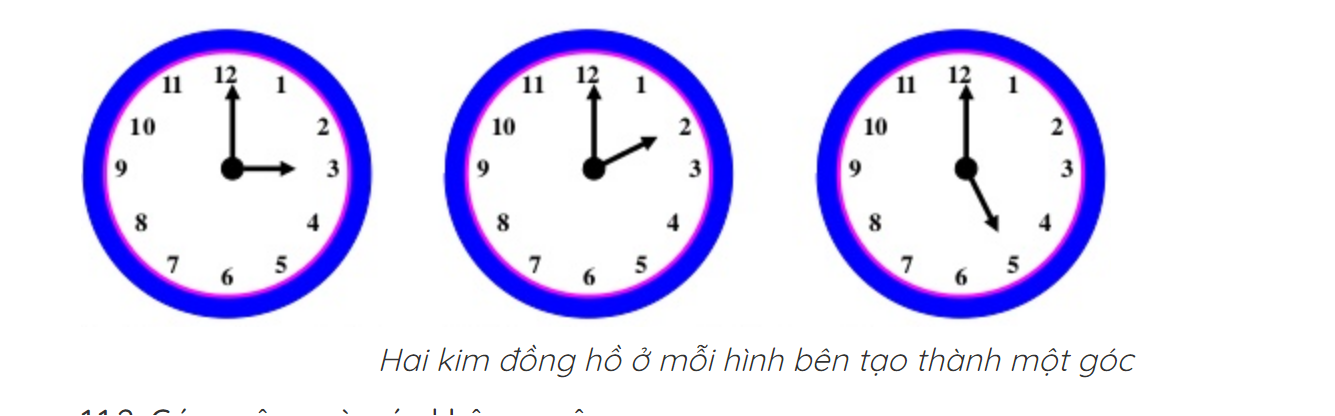 11 12 1 11 12 1 11 12 1
10 2 10 2 10 2
9 3 9 3 9 3
8 4 8 4 8 4
7 6 5 7 6 5 7 6 5
Hai kim đồng hồ ở mỗi hình bên tạo thành một góc